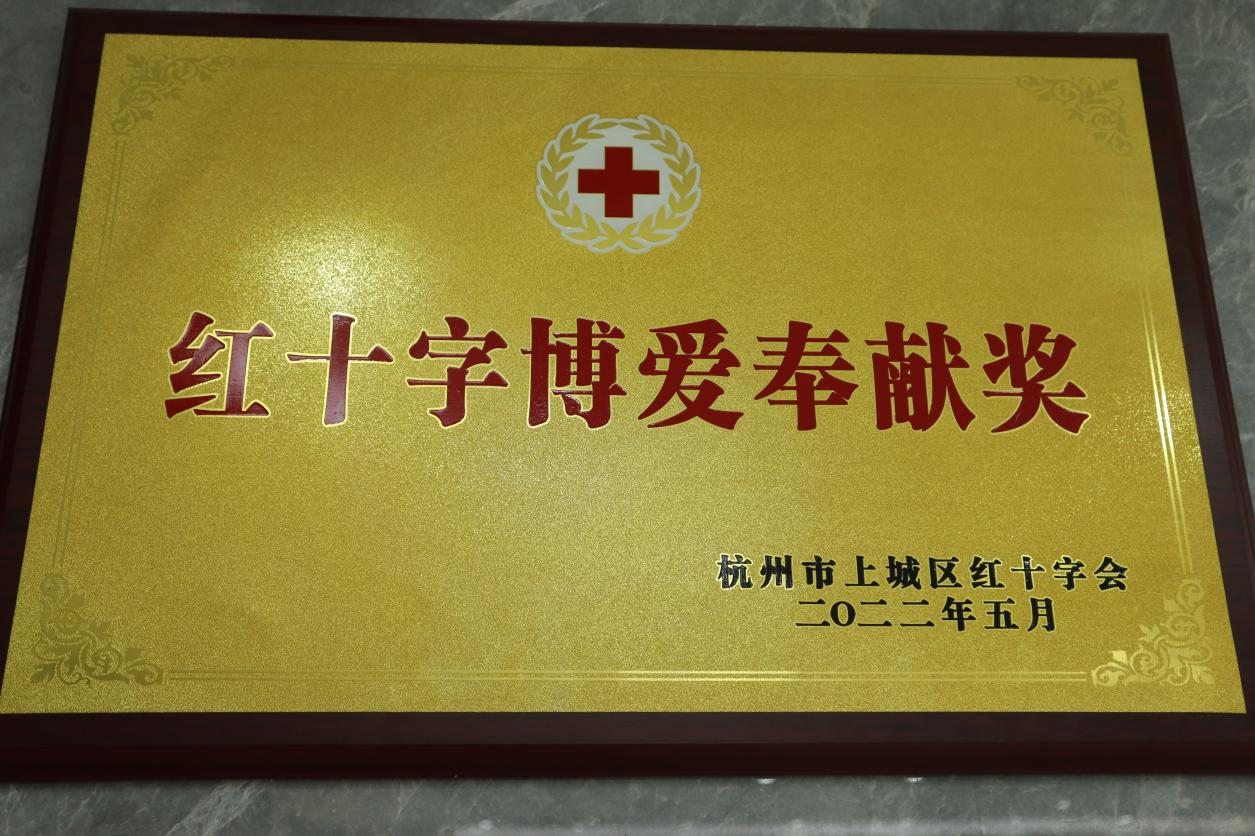 红十字博爱奉献奖
杭州市上城区红十字会
二〇二二年五月